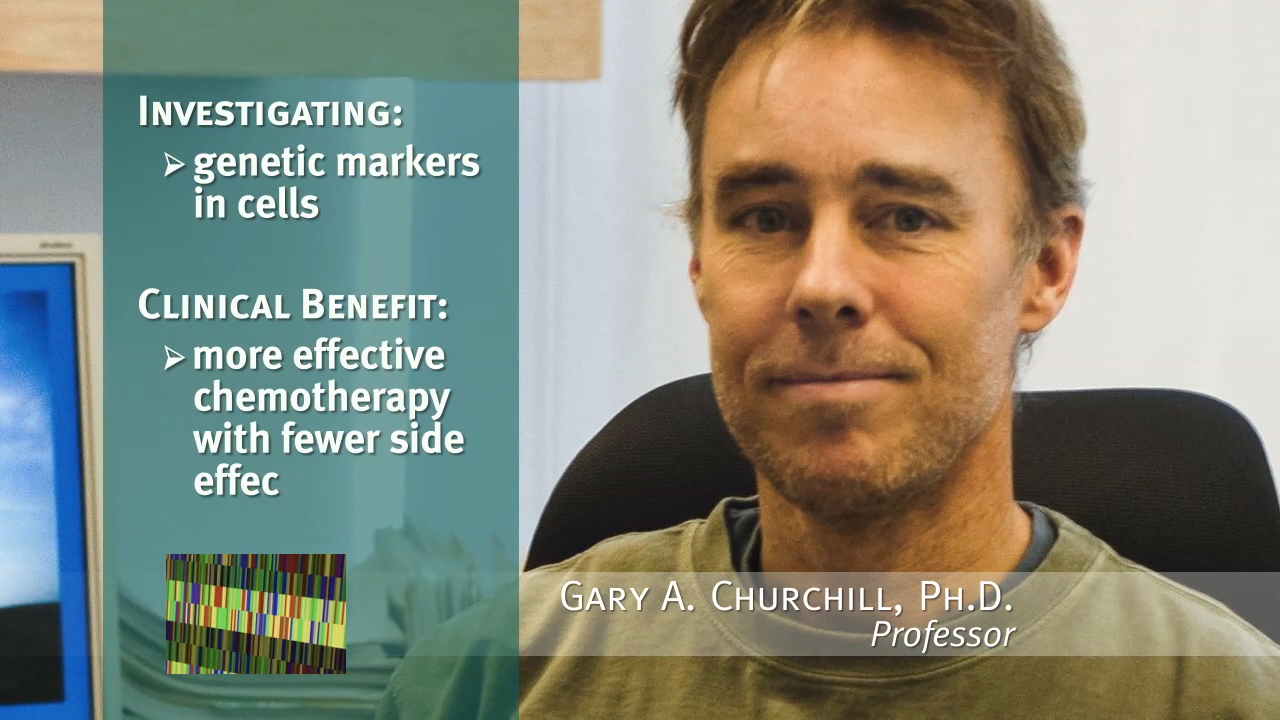 INVESTIGATING:
➢ genetic markers
in cells
CLINICAL BENEFIT:
➢ more effective
chemotherapy
with fewer side
effec
GARY A. CHURCHILL, PH.D.
Professor